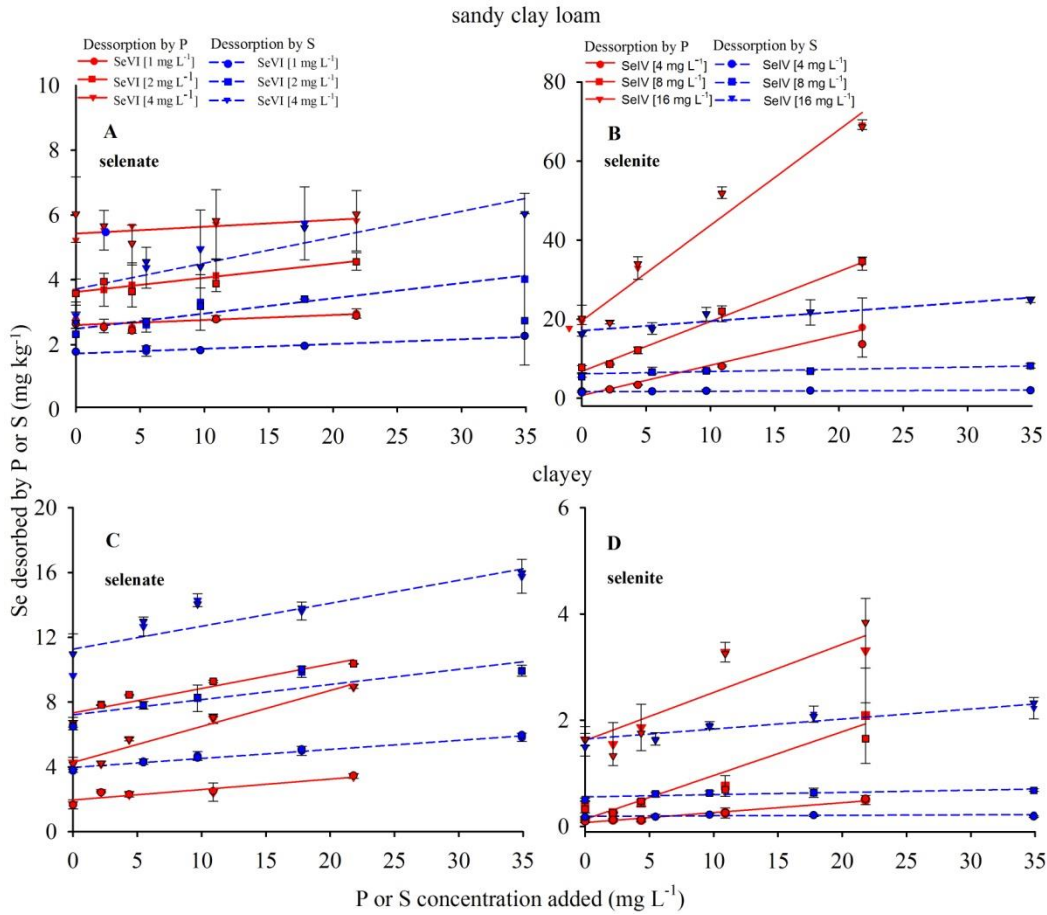 sandy clay loam
Dessorption by P Dessorption by S
SeVI [1 mg L⁻¹] SeVI [1 mg L⁻¹]
SeVI [2 mg L⁻¹] SeVI [2 mg L⁻¹]
SeVI [4 mg L⁻¹] SeVI [4 mg L⁻¹]
Dessorption by P Dessorption by S
SeIV [4 mg L⁻¹] SeIV [4 mg L⁻¹]
SeIV [8 mg L⁻¹] SeIV [8 mg L⁻¹]
SeIV [16 mg L⁻¹] SeIV [16 mg L⁻¹]
10
8
6
4
2
0
A
selenate
0 5 10 15 20 25 30 35
80
60
40
20
0
B
selenite
0 5 10 15 20 25 30 35
Se desorbed by P or S (mg kg⁻¹)
clayey
20
16
12
8
4
0
C
selenate
0 5 10 15 20 25 30 35
6
4
2
0
D
selenite
0 5 10 15 20 25 30 35
P or S concentration added (mg L⁻¹)